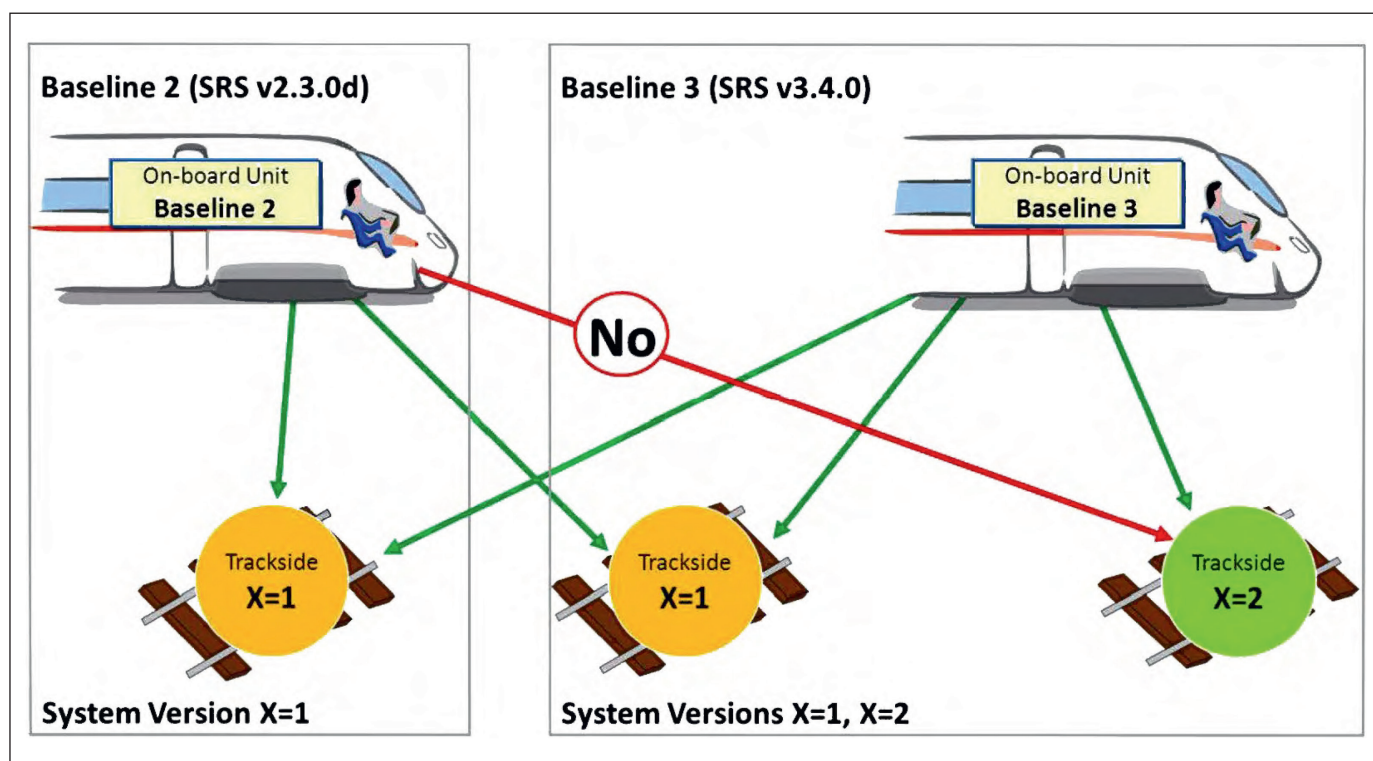 Baseline 2 (SRS v2.3.0d)
On-board Unit
Baseline 2
Trackside
X=1
System Version X=1
Baseline 3 (SRS v3.4.0)
On-board Unit
Baseline 3
No
Trackside
X=1
Trackside
X=2
System Versions X=1, X=2